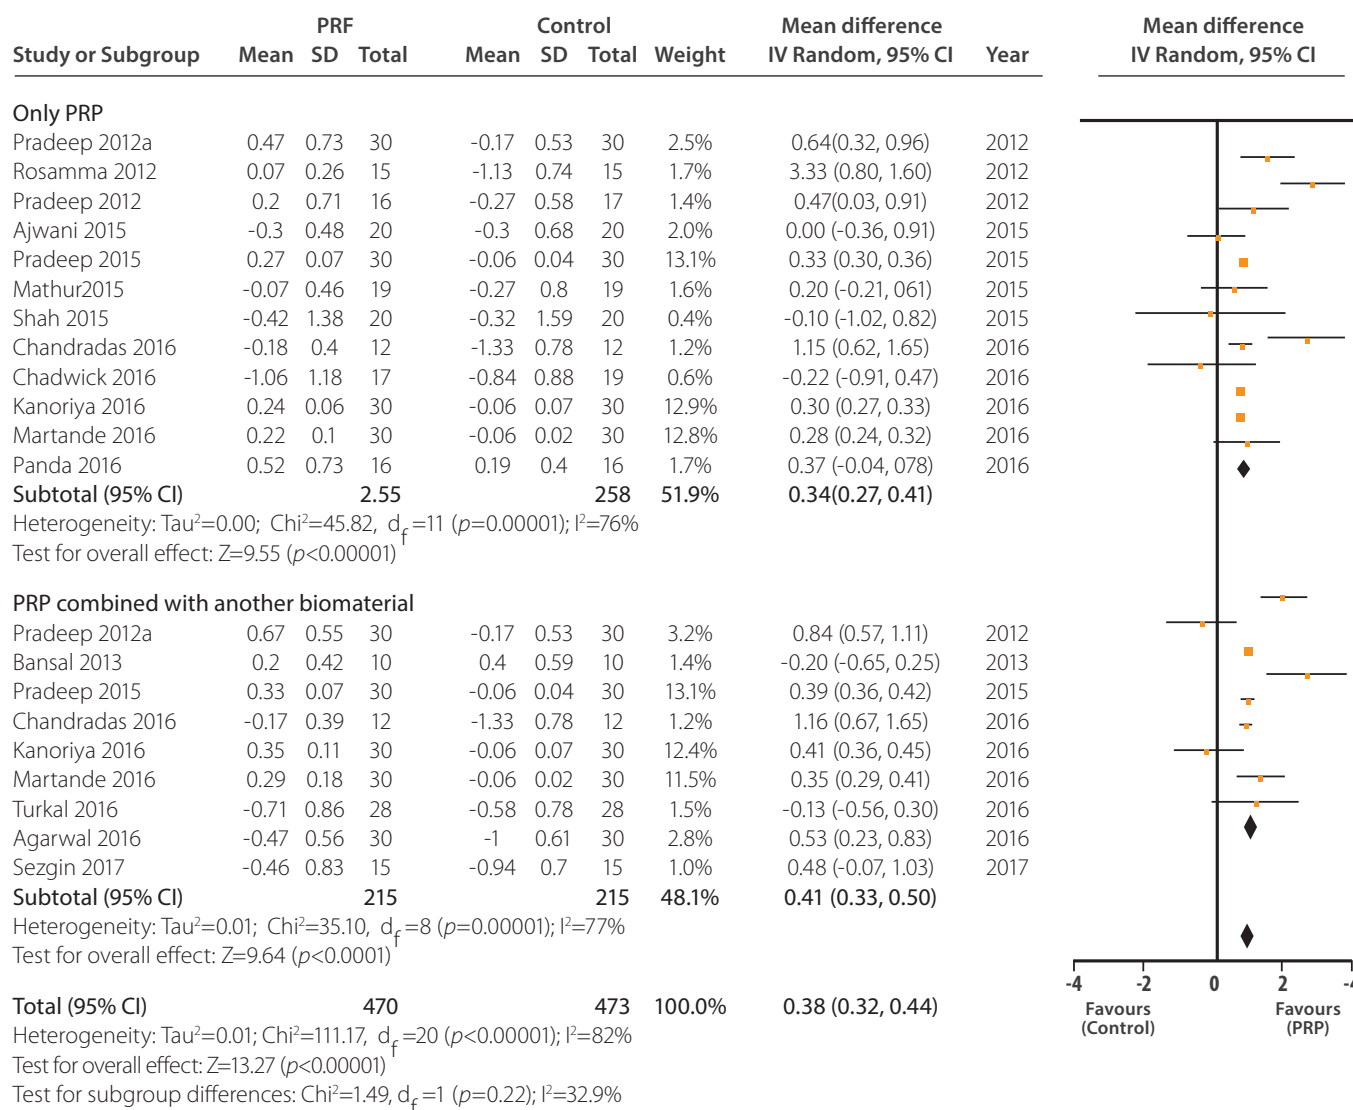 PRF Control Mean difference Mean difference
Study or Subgroup Mean SD Total Mean SD Total Weight IV Random, 95% CI Year IV Random, 95% CI
Only PRP
Pradeep 2012a 0.47 0.73 30 -0.17 0.53 30 2.5% 0.64(0.32, 0.96) 2012
Rosamma 2012 0.07 0.26 15 -1.13 0.74 15 1.7% 3.33 (0.80, 1.60) 2012
Pradeep 2012 0.2 0.71 16 -0.27 0.58 17 1.4% 0.47(0.03, 0.91) 2012
Ajwani 2015 -0.3 0.48 20 -0.3 0.68 20 2.0% 0.00 (-0.36, 0.91) 2015
Pradeep 2015 0.27 0.07 30 -0.06 0.04 30 13.1% 0.33 (0.30, 0.36) 2015
Mathur2015 -0.07 0.46 19 -0.27 0.8 19 1.6% 0.20 (-0.21, 061) 2015
Shah 2015 -0.42 1.38 20 -0.32 1.59 20 0.4% -0.10 (-1.02, 0.82) 2015
Chandradas 2016 -0.18 0.4 12 -1.33 0.78 12 1.2% 1.15 (0.62, 1.65) 2016
Chadwick 2016 -1.06 1.18 17 -0.84 0.88 19 0.6% -0.22 (-0.91, 0.47) 2016
Kanoriya 2016 0.24 0.06 30 -0.06 0.07 30 12.9% 0.30 (0.27, 0.33) 2016
Martande 2016 0.22 0.1 30 -0.06 0.02 30 12.8% 0.28 (0.24, 0.32) 2016
Panda 2016 0.52 0.73 16 0.19 0.4 16 1.7% 0.37 (-0.04, 078) 2016
Subtotal (95% CI) 2.55 258 51.9% 0.34(0.27, 0.41)
Heterogeneity: Tau²=0.00; Chi²=45.82, d_f=11 (p=0.00001); I²=76%
Test for overall effect: Z=9.55 (p<0.00001)
PRP combined with another biomaterial
Pradeep 2012a 0.67 0.55 30 -0.17 0.53 30 3.2% 0.84 (0.57, 1.11) 2012
Bansal 2013 0.2 0.42 10 0.4 0.59 10 1.4% -0.20 (-0.65, 0.25) 2013
Pradeep 2015 0.33 0.07 30 -0.06 0.04 30 13.1% 0.39 (0.36, 0.42) 2015
Chandradas 2016 -0.17 0.39 12 -1.33 0.78 12 1.2% 1.16 (0.67, 1.65) 2016
Kanoriya 2016 0.35 0.11 30 -0.06 0.07 30 12.4% 0.41 (0.36, 0.45) 2016
Martande 2016 0.29 0.18 30 -0.06 0.02 30 11.5% 0.35 (0.29, 0.41) 2016
Turkal 2016 -0.71 0.86 28 -0.58 0.78 28 1.5% -0.13 (-0.56, 0.30) 2016
Agarwal 2016 -0.47 0.56 30 -1 0.61 30 2.8% 0.53 (0.23, 0.83) 2016
Sezgin 2017 -0.46 0.83 15 -0.94 0.7 15 1.0% 0.48 (-0.07, 1.03) 2017
Subtotal (95% CI) 215 215 48.1% 0.41 (0.33, 0.50)
Heterogeneity: Tau²=0.01; Chi²=35.10, d_f=8 (p=0.00001); I²=77%
Test for overall effect: Z=9.64 (p<0.0001)
-4 -2 0 2 -4
Favours Favours
(Control) (PRP)
Total (95% CI) 470 473 100.0% 0.38 (0.32, 0.44)
Heterogeneity: Tau²=0.01; Chi²=111.17, d_f=20 (p<0.00001); I²=82%
Test for overall effect: Z=13.27 (p<0.00001)
Test for subgroup differences: Chi²=1.49, d_f=1 (p=0.22); I²=32.9%